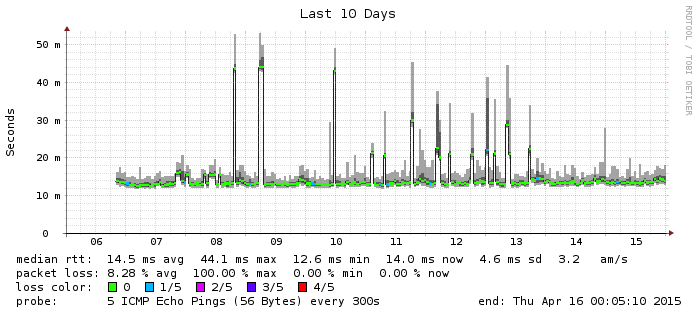 Last 10 Days
RRDTOOL / TOBI OETIKER
Seconds
50 m
40 m
30 m
20 m
10 m
0
06 07 08 09 10 11 12 13 14 15
median rtt: 14.5 ms avg 44.1 ms max 12.6 ms min 14.0 ms now 4.6 ms sd 3.2 am/s
packet loss: 8.28 % avg 100.00 % max 0.00 % min 0.00 % now
loss color: 0 1/5 2/5 3/5 4/5
probe: 5 ICMP Echo Pings (56 Bytes) every 300s end: Thu Apr 16 00:05:10 2015